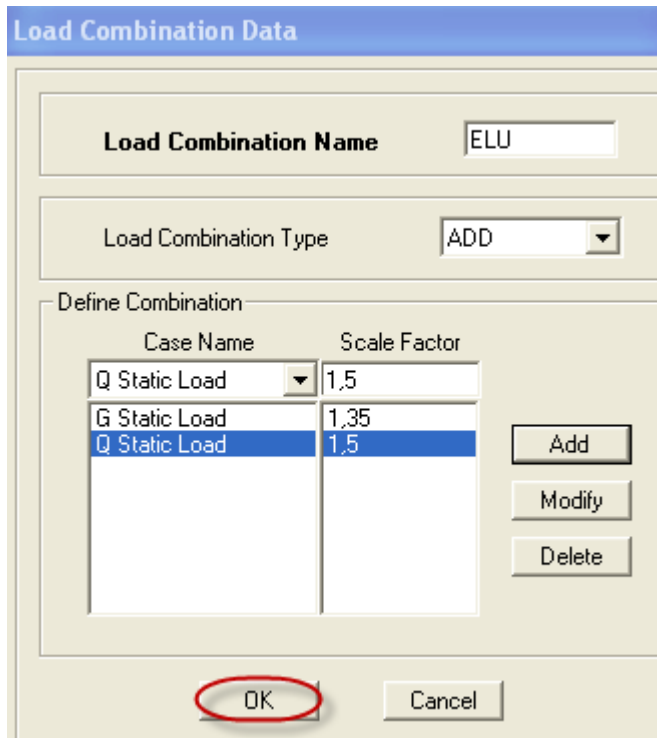 Load Combination Data
Load Combination Name ELU
Load Combination Type ADD
Define Combination
Case Name Scale Factor
Q Static Load 1,5
G Static Load 1,35
Q Static Load 1,5
Add
Modify
Delete
OK Cancel